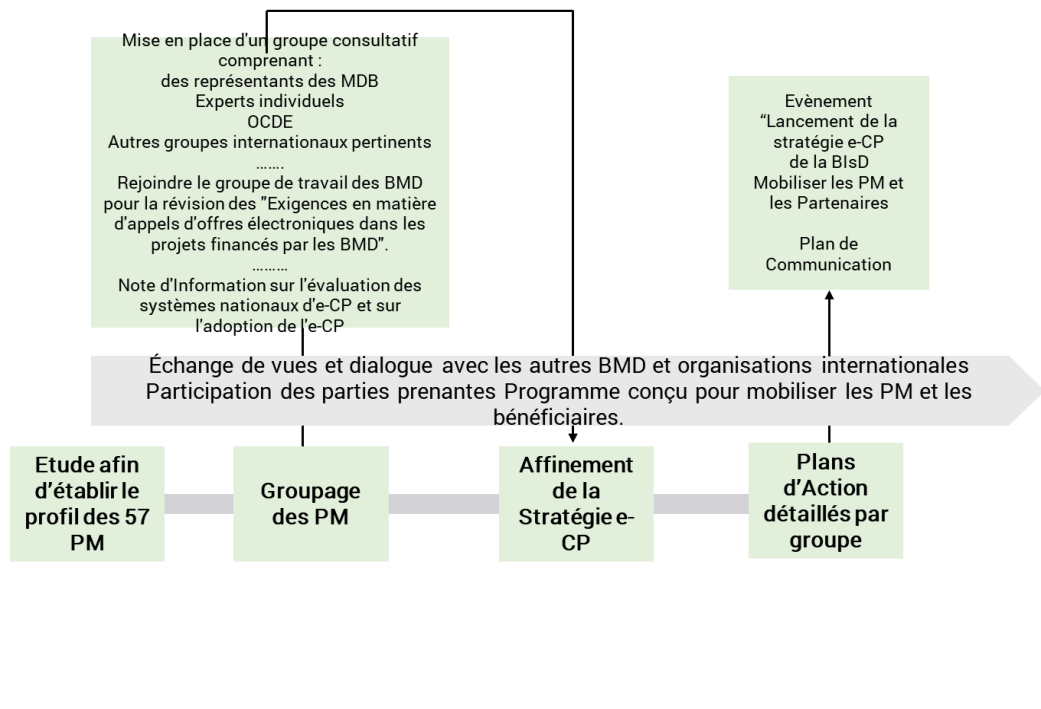 Mise en place d'un groupe consultatif
comprenant :
des représentants des MDB
Experts individuels
OCDE
Autres groupes internationaux pertinents
…….
Rejoindre le groupe de travail des BMD
pour la révision des "Exigences en matière
d'appels d'offres électroniques dans les
projets financés par les BMD".
………
Note d'Information sur l'évaluation des
systèmes nationaux d'e-CP et sur
l'adoption de l'e-CP
Evènement
“Lancement de la
stratégie e-CP
de la BIsD
Mobiliser les PM et
les Partenaires
Plan de
Communication
Échange de vues et dialogue avec les autres BMD et organisations internationales
Participation des parties prenantes Programme conçu pour mobiliser les PM et les
bénéficiaires.
Etude afin
d’établir le
profil des 57
PM
Groupage
des PM
Affinement
de la
Stratégie e-
CP
Plans
d’Action
détaillés par
groupe